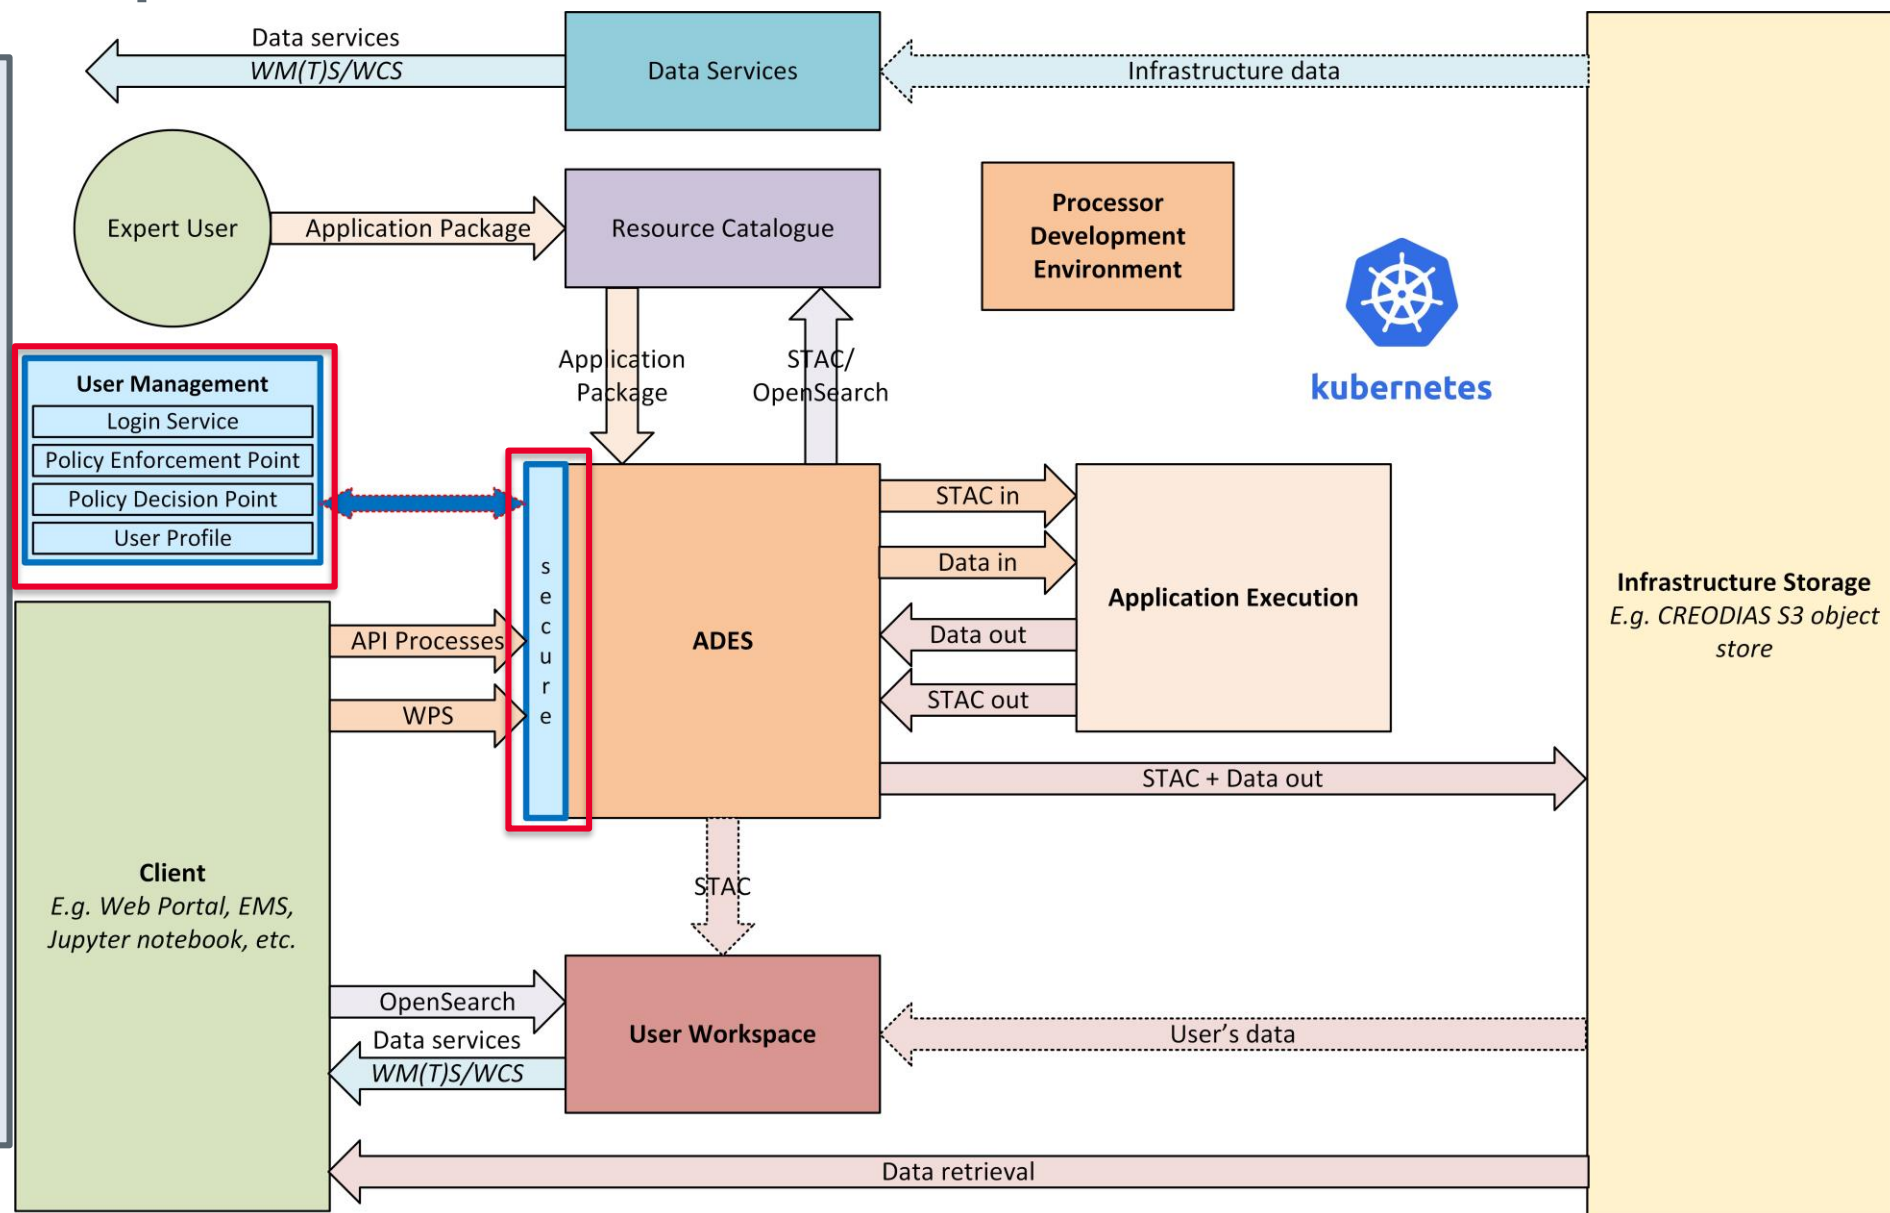 Data services
WM(T)S/WCS
Data Services
Infrastructure data
Expert User
Application Package
Resource Catalogue
Processor
Development
Environment
kubernetes
Application
Package
STAC/
OpenSearch
User Management
Login Service
Policy Enforcement Point
Policy Decision Point
User Profile
secure
API Processes
WPS
ADES
STAC in
Data in
Data out
STAC out
Application Execution
Infrastructure Storage
E.g. CREODIAS S3 object
store
STAC + Data out
Client
E.g. Web Portal, EMS,
Jupyter notebook, etc.
STAC
OpenSearch
Data services
WM(T)S/WCS
User Workspace
User’s data
Data retrieval